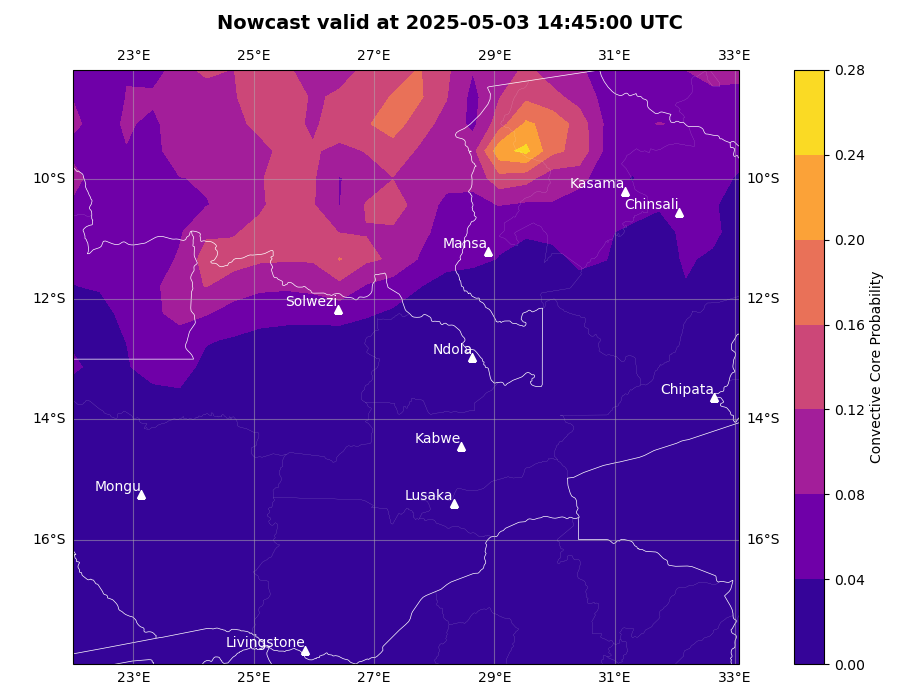 Nowcast valid at 2025-05-03 14:45:00 UTC
23°E 25°E 27°E 29°E 31°E 33°E
0.28
0.24
10°S Kasama 10°S
Chinsali
0.20
Mansa
12°S 12°S
Solwezi
0.16
Ndola
Chipata
0.12
14°S 14°S
Kabwe
Mongu
Lusaka
0.08
16°S 16°S
0.04
Livingstone
0.00
23°E 25°E 27°E 29°E 31°E 33°E
Convective Core Probability